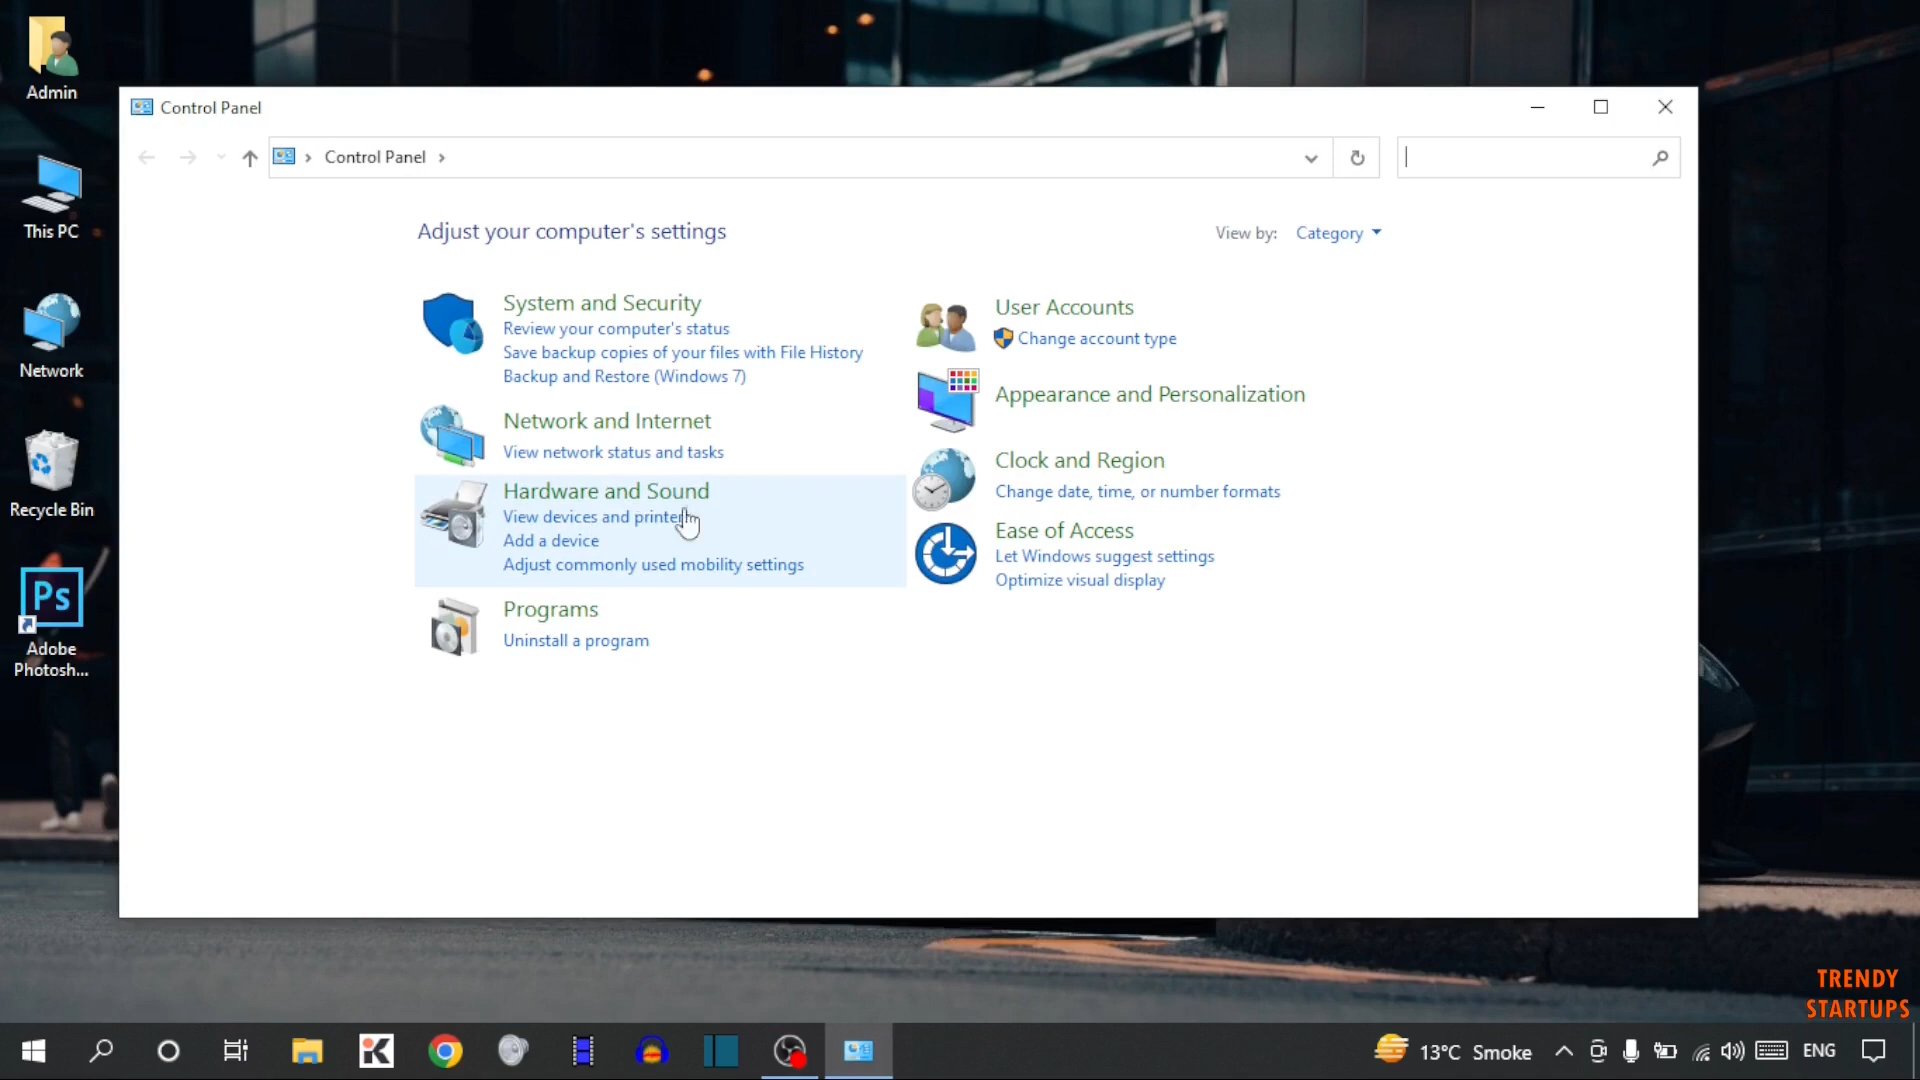 Admin
This PC
Network
Recycle Bin
Ps
Adobe
Photosh...
Control Panel
Control Panel
Adjust your computer's settings
View by: Category
System and Security
Review your computer's status
Save backup copies of your files with File History
Backup and Restore (Windows 7)
Network and Internet
View network status and tasks
Hardware and Sound
View devices and printers
Add a device
Adjust commonly used mobility settings
Programs
Uninstall a program
User Accounts
Change account type
Appearance and Personalization
Clock and Region
Change date, time, or number formats
Ease of Access
Let Windows suggest settings
Optimize visual display
TRENDY
STARTUPS
K
13°C Smoke
ENG